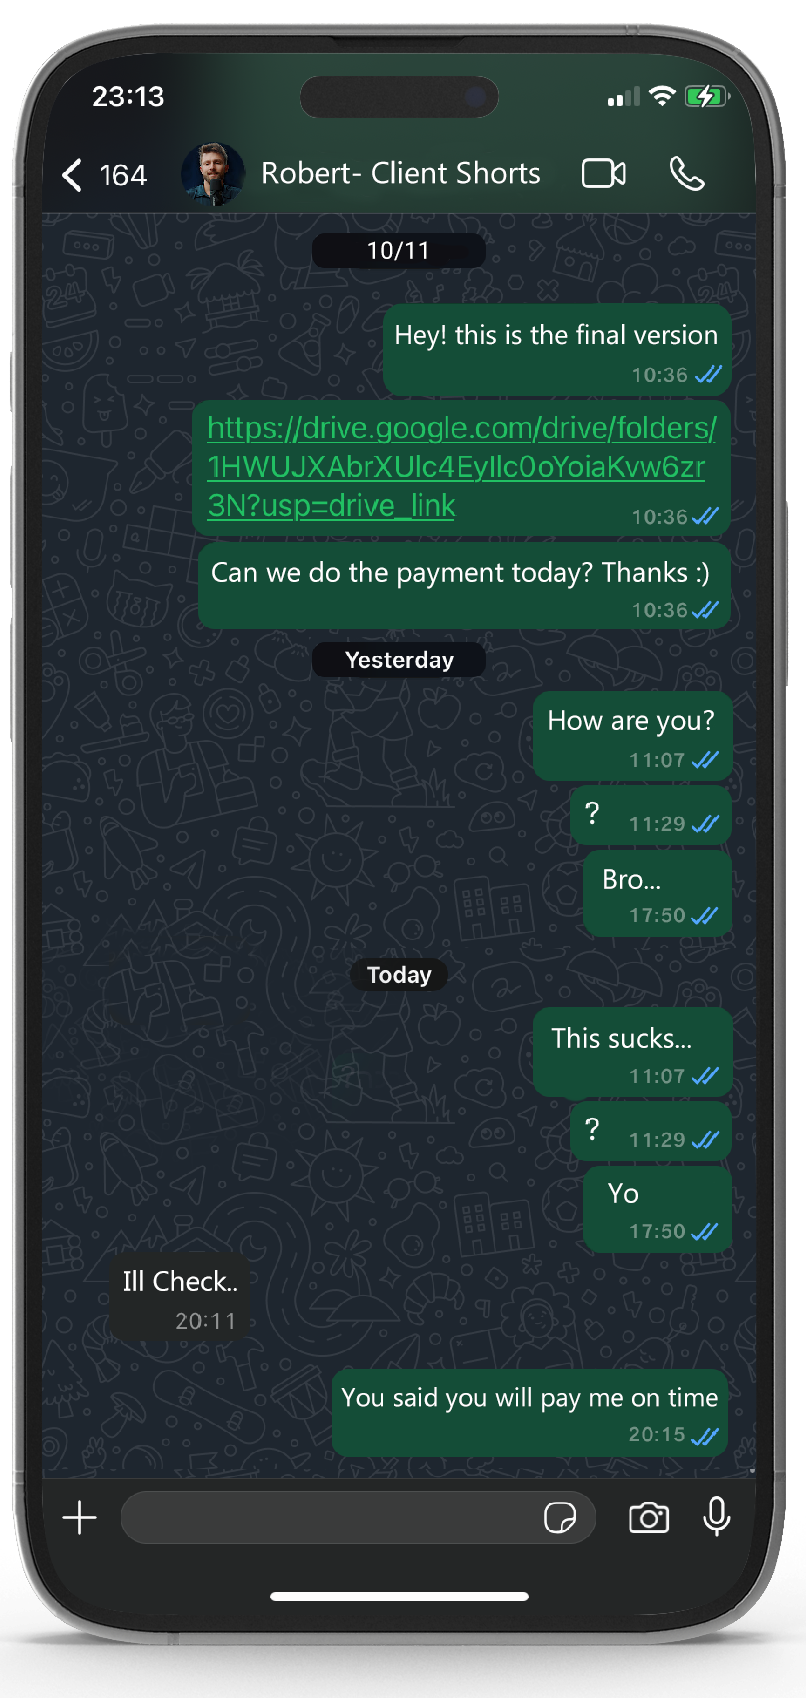 23:13
164
Robert- Client Shorts
10/11
Hey! this is the final version
10:36
https://drive.google.com/drive/folders/
1HWUJXAbrXUlc4EyIlc0oYoiaKvw6zr
3N?usp=drive_link
10:36
Can we do the payment today? Thanks :)
10:36
Yesterday
How are you?
11:07
?
11:29
Bro...
17:50
Today
This sucks...
11:07
?
11:29
Yo
17:50
Ill Check..
20:11
You said you will pay me on time
20:15